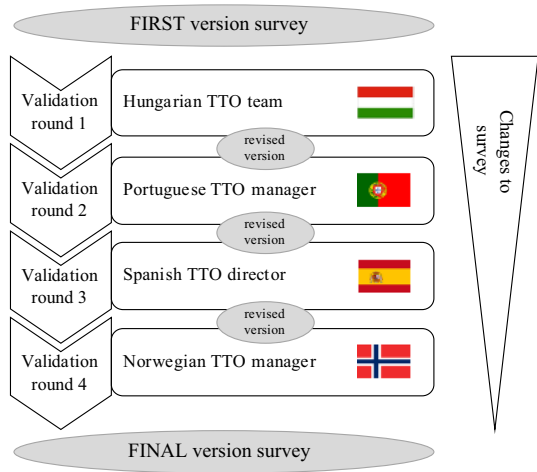 FIRST version survey
Validation
round 1
Hungarian TTO team
revised
version
Validation
round 2
Portuguese TTO manager
revised
version
Validation
round 3
Spanish TTO director
revised
version
Validation
round 4
Norwegian TTO manager
Changes to
survey
FINAL version survey